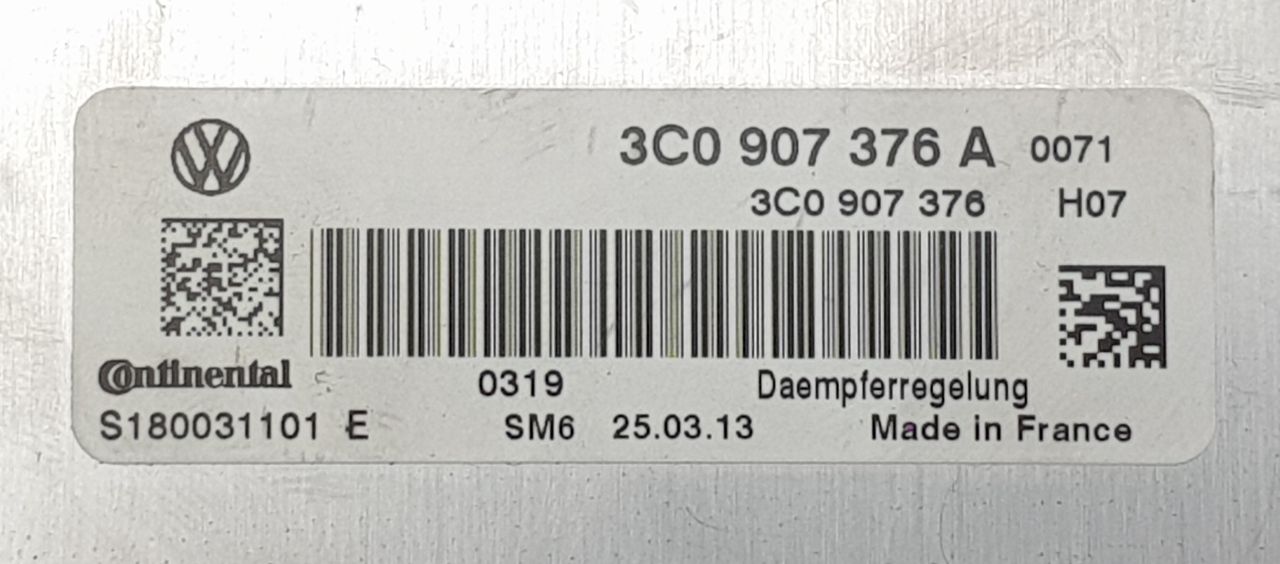 3C0 907 376 A 0071
3C0 907 376 H07
Continental 0319 Daempferregelung
S180031101 E SM6 25.03.13 Made in France